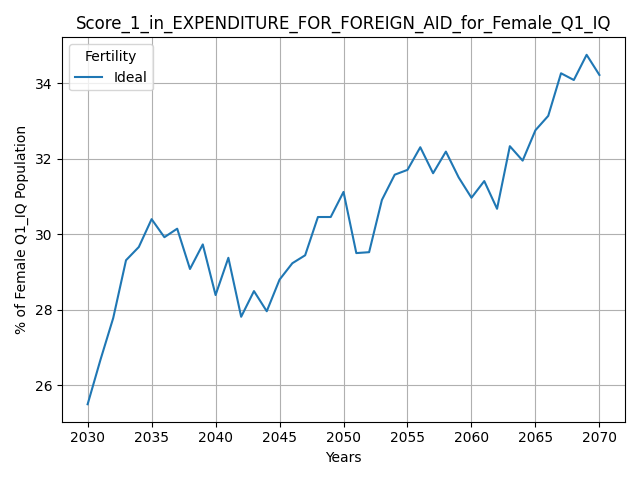 Score_1_in_EXPENDITURE_FOR_FOREIGN_AID_for_Female_Q1_IQ
Fertility
Ideal
% of Female Q1_IQ Population
34
32
30
28
26
2030 2035 2040 2045 2050 2055 2060 2065 2070
Years